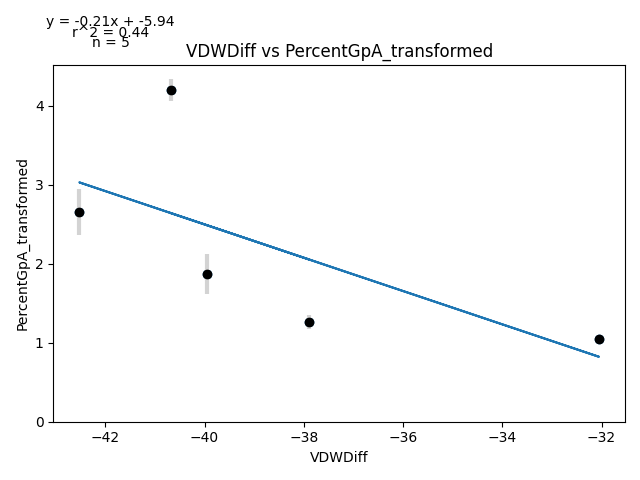 y = -0.21x + -5.94
r^2 = 0.44
n = 5
VDWDiff vs PercentGpA_transformed
PercentGpA_transformed
4
3
2
1
0
−42
−40
−38
−36
−34
−32
VDWDiff